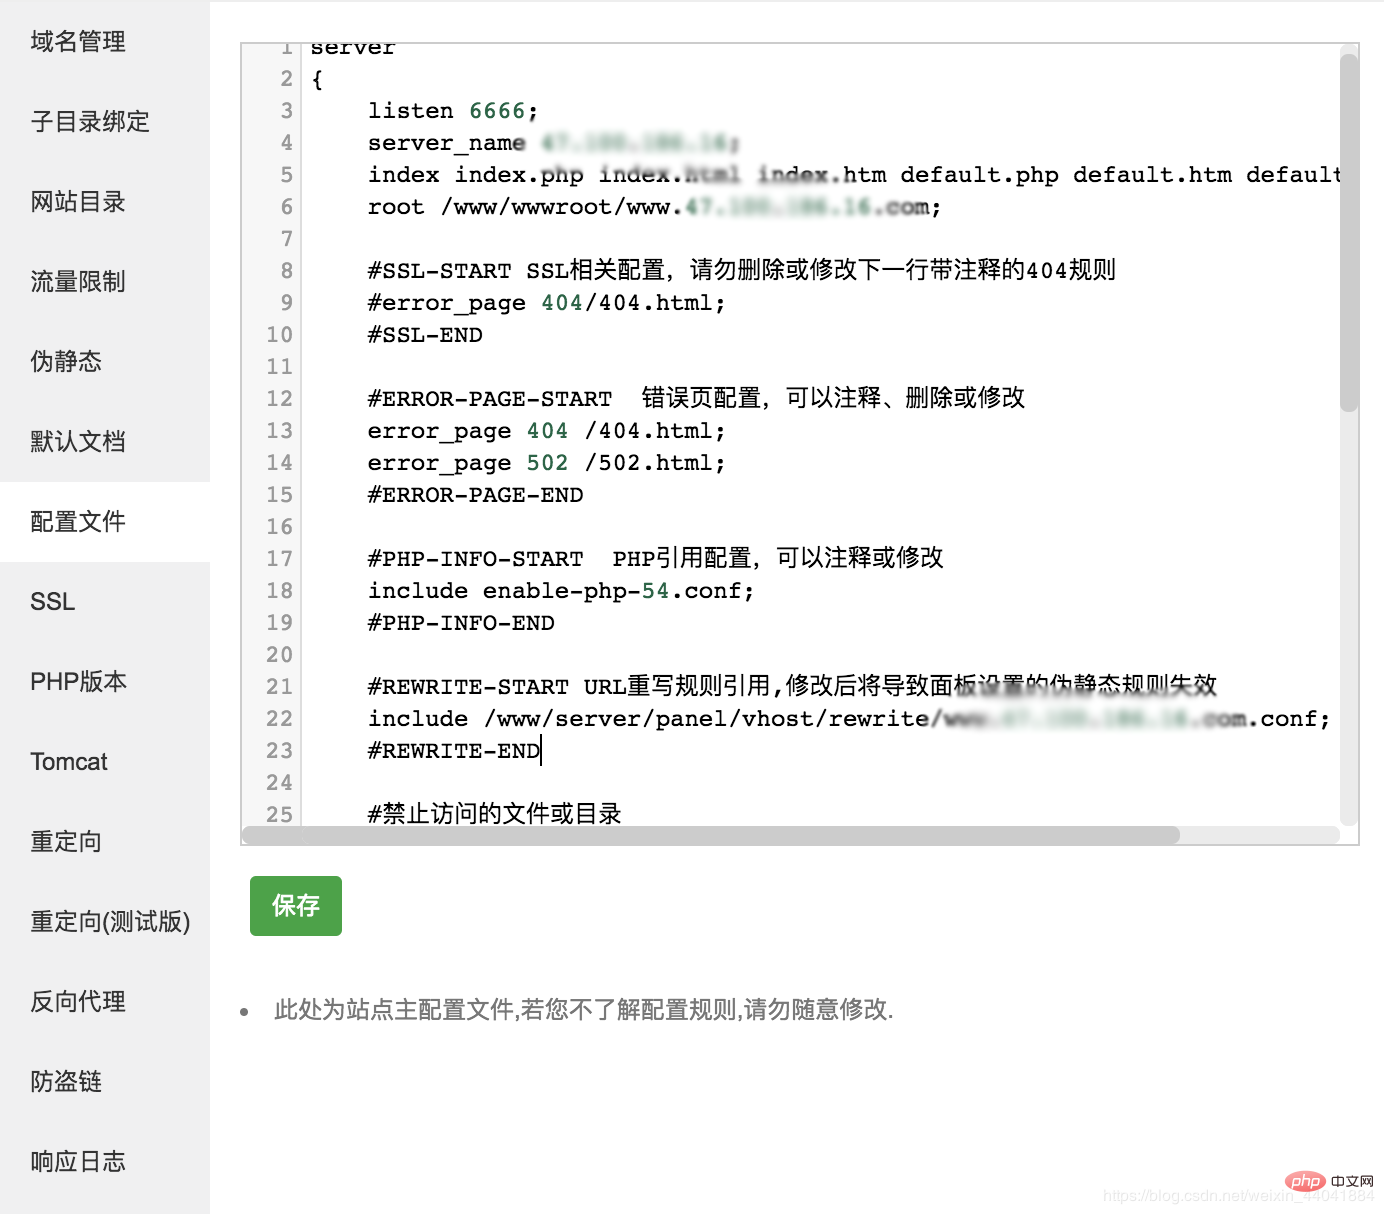 域名管理
子目录绑定
网站目录
流量限制
伪静态
默认文档
配置文件
SSL
PHP版本
Tomcat
重定向
重定向(测试版)
反向代理
防盗链
响应日志
1 server
2 {
3 listen 6666;
4 server_name
5 index index.php index.html index.htm default.php default.htm default
6 root /www/wwwroot/www.
7
8 #SSL-START SSL相关配置，请勿删除或修改下一行带注释的404规则
9 #error_page 404/404.html;
10 #SSL-END
11
12 #ERROR-PAGE-START 错误页配置，可以注释、删除或修改
13 error_page 404 /404.html;
14 error_page 502 /502.html;
15 #ERROR-PAGE-END
16
17 #PHP-INFO-START PHP引用配置，可以注释或修改
18 include enable-php-54.conf;
19 #PHP-INFO-END
20
21 #REWRITE-START URL重写规则引用,修改后将导致面板设置的伪静态规则失效
22 include /www/server/panel/vhost/rewrite/ .conf;
23 #REWRITE-END
24
25 #禁止访问的文件或目录
保存
此处为站点主配置文件,若您不了解配置规则,请勿随意修改.
php 中文网
https://blog.csdn.net/weixin_44041884